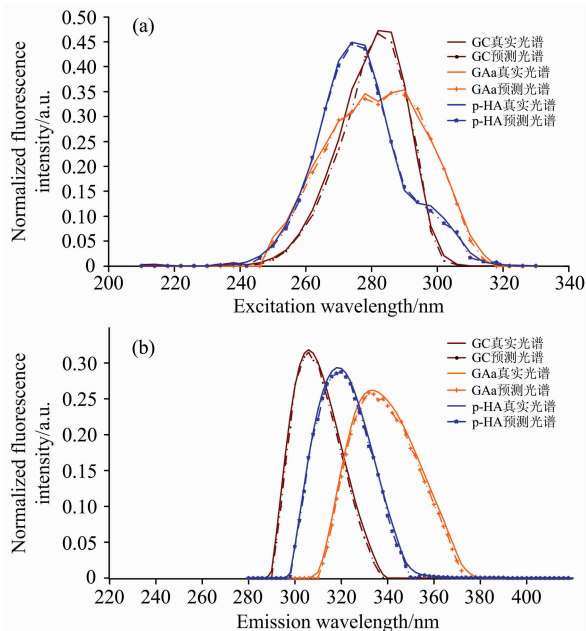 (a)
GC真实光谱
GC预测光谱
GAa真实光谱
GAa预测光谱
p-HA真实光谱
p-HA预测光谱
Normalized fluorescence
intensity/a.u.
0.50
0.45
0.40
0.35
0.30
0.25
0.20
0.15
0.10
0.05
0
200 220 240 260 280 300 320 340
Excitation wavelength/nm
(b)
GC真实光谱
GC预测光谱
GAa真实光谱
GAa预测光谱
p-HA真实光谱
p-HA预测光谱
Normalized fluorescence
intensity/a.u.
0.30
0.25
0.20
0.15
0.10
0.05
0
220 260 280 300 320 340 360 380 400
Emission wavelength/nm